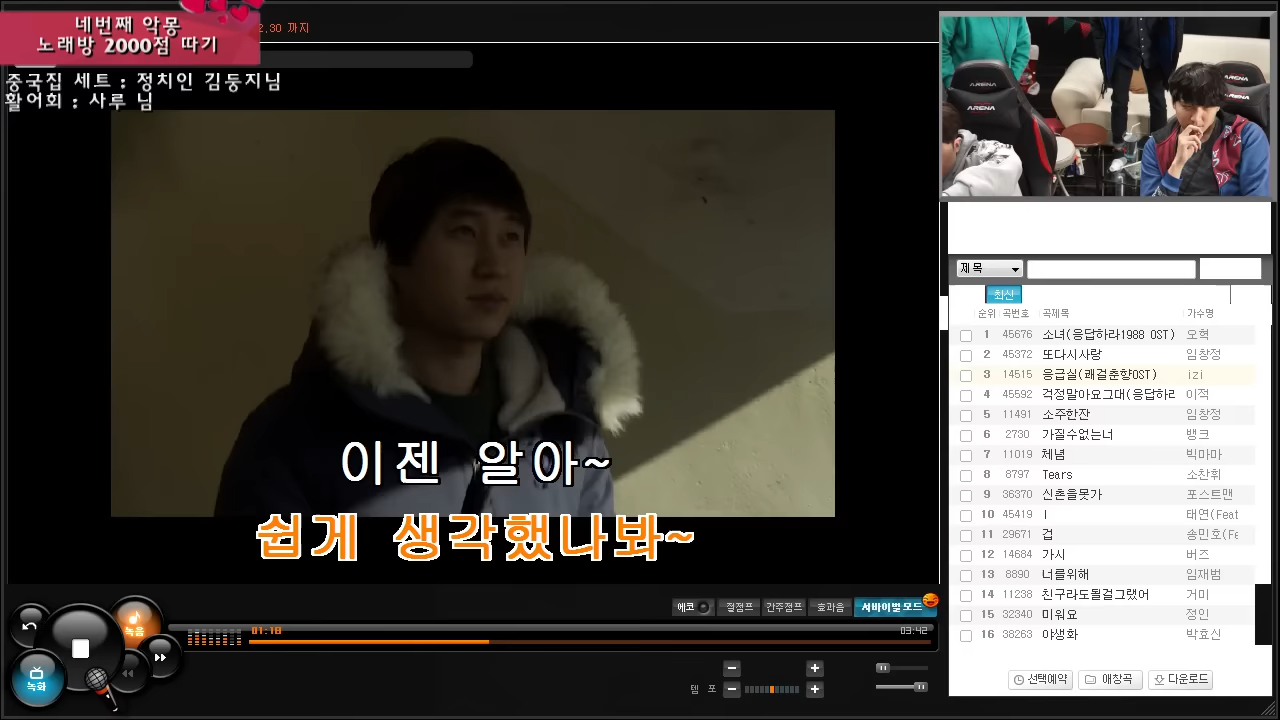 네번째 악몽
노래방 2000점 따기
2.30 까지
중국집 세트 : 정치인 김둥지님
활어회 : 사루 님
ARENA
ARENA
ARENA
ARENA
이젠 알아~
쉽게 생각했나봐~
제목
최신
순위 곡번호 곡제목 가수명
1 45676 소녀(응답하라1988 OST) 오혁
2 45372 또다시사랑 임창정
3 14515 응급실(쾌걸춘향OST) izi
4 45592 걱정말아요그대(응답하라 이적
5 11491 소주한잔 임창정
6 2730 가질수없는너 뱅크
7 11019 체념 빅마마
8 8797 Tears 소찬휘
9 36370 신촌을못가 포스트맨
10 45419 I 태연(Feat
11 29671 겁 송민호(Fe
12 14684 가시 버즈
13 8890 너를위해 임재범
14 11238 친구라도될걸그랬어 거미
15 32340 미워요 정인
16 38263 야생화 박효신
선택예약 애창곡 다운로드
에코 절점프 간주점프 효과음 서바이벌 모드
녹음
01:18
03:42
녹화
템 포